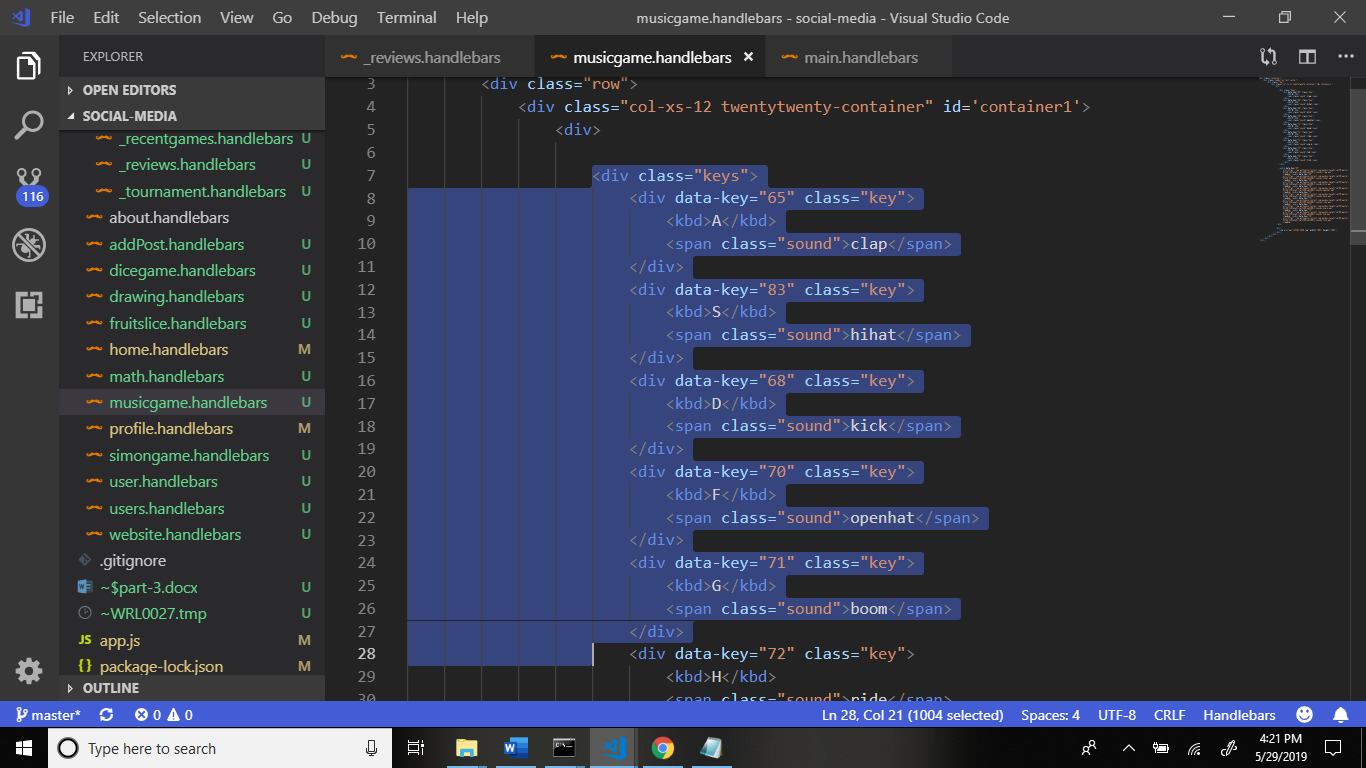 File Edit Selection View Go Debug Terminal Help musicgame.handlebars - social-media - Visual Studio Code
EXPLORER _reviews.handlebars musicgame.handlebars main.handlebars
OPEN EDITORS
SOCIAL-MEDIA
_recentgames.handlebars U
_reviews.handlebars U
_tournament.handlebars U
about.handlebars
addPost.handlebars U
dicegame.handlebars U
drawing.handlebars U
fruitslice.handlebars U
home.handlebars M
math.handlebars U
musicgame.handlebars U
profile.handlebars M
simongame.handlebars U
user.handlebars U
users.handlebars U
website.handlebars U
.gitignore
~$part-3.docx U
~WRL0027.tmp U
JS app.js M
{} package-lock.json M
OUTLINE
116
3 <div class="row">
4 <div class="col-xs-12 twentytwenty-container" id='container1'>
5 <div>
6
7 <div class="keys">
8 <div data-key="65" class="key">
9 <kbd>A</kbd>
10 <span class="sound">clap</span>
11 </div>
12 <div data-key="83" class="key">
13 <kbd>S</kbd>
14 <span class="sound">hihat</span>
15 </div>
16 <div data-key="68" class="key">
17 <kbd>D</kbd>
18 <span class="sound">kick</span>
19 </div>
20 <div data-key="70" class="key">
21 <kbd>F</kbd>
22 <span class="sound">openhat</span>
23 </div>
24 <div data-key="71" class="key">
25 <kbd>G</kbd>
26 <span class="sound">boom</span>
27 </div>
28 <div data-key="72" class="key">
29 <kbd>H</kbd>
30 <span class="sound">ride</span>
master* 0 0 Ln 28, Col 21 (1004 selected) Spaces: 4 UTF-8 CRLF Handlebars
Type here to search 4:21 PM
5/29/2019